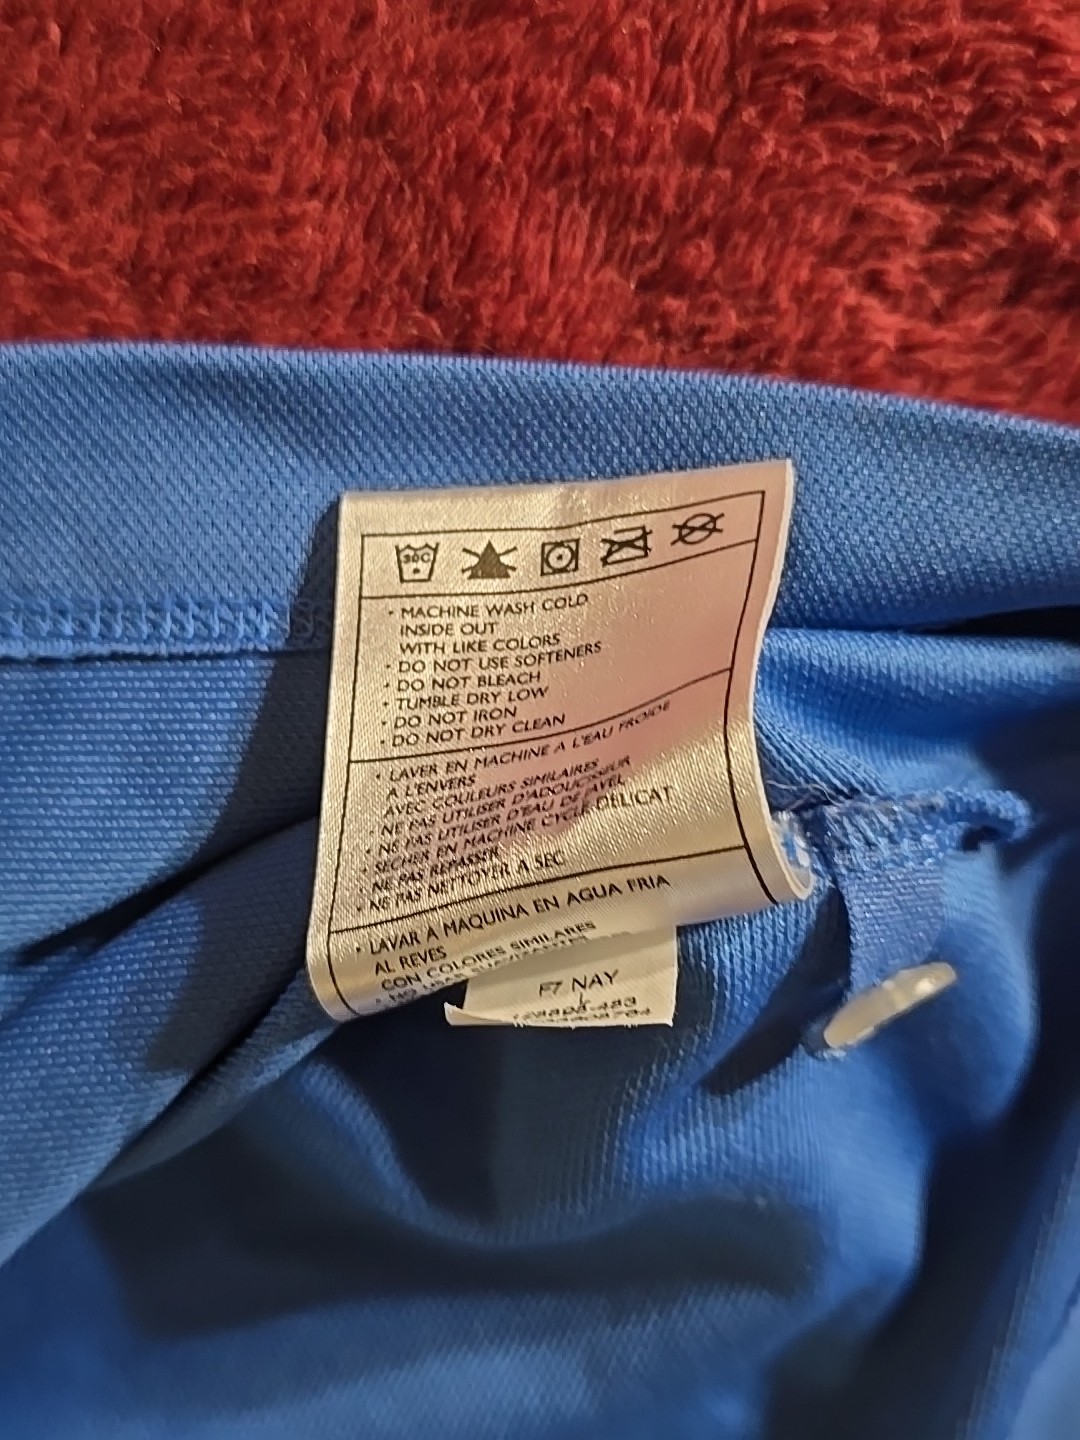 30C
• MACHINE WASH COLD
INSIDE OUT
WITH LIKE COLORS
• DO NOT USE SOFTENERS
• DO NOT BLEACH
• TUMBLE DRY LOW
• DO NOT IRON
• DO NOT DRY CLEAN
• LAVER EN MACHINE A L'EAU FROIDE
A L'ENVERS
AVEC COULEURS SIMILAIRES
• NE PAS UTILISER D'ADOUCISSEUR
• NE PAS UTILISER D'EAU DE JAVEL
• SECHER EN MACHINE CYCLE DELICAT
• NE PAS REPASSER
• NE PAS NETTOYER A SEC
• LAVAR A MAQUINA EN AGUA FRIA
AL REVES
CON COLORES SIMILARES
• NO USAR
F7 NAY
L